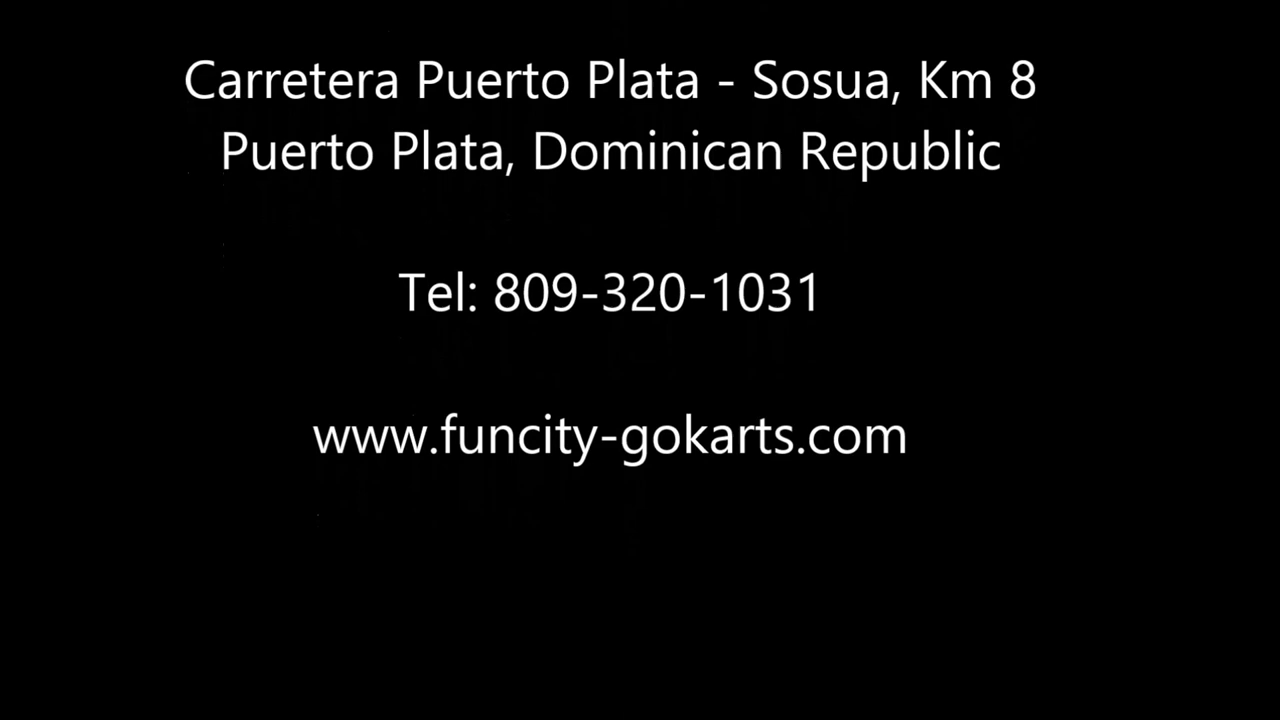 Carretera Puerto Plata - Sosua, Km 8
Puerto Plata, Dominican Republic
Tel: 809-320-1031
www.funcity-gokarts.com